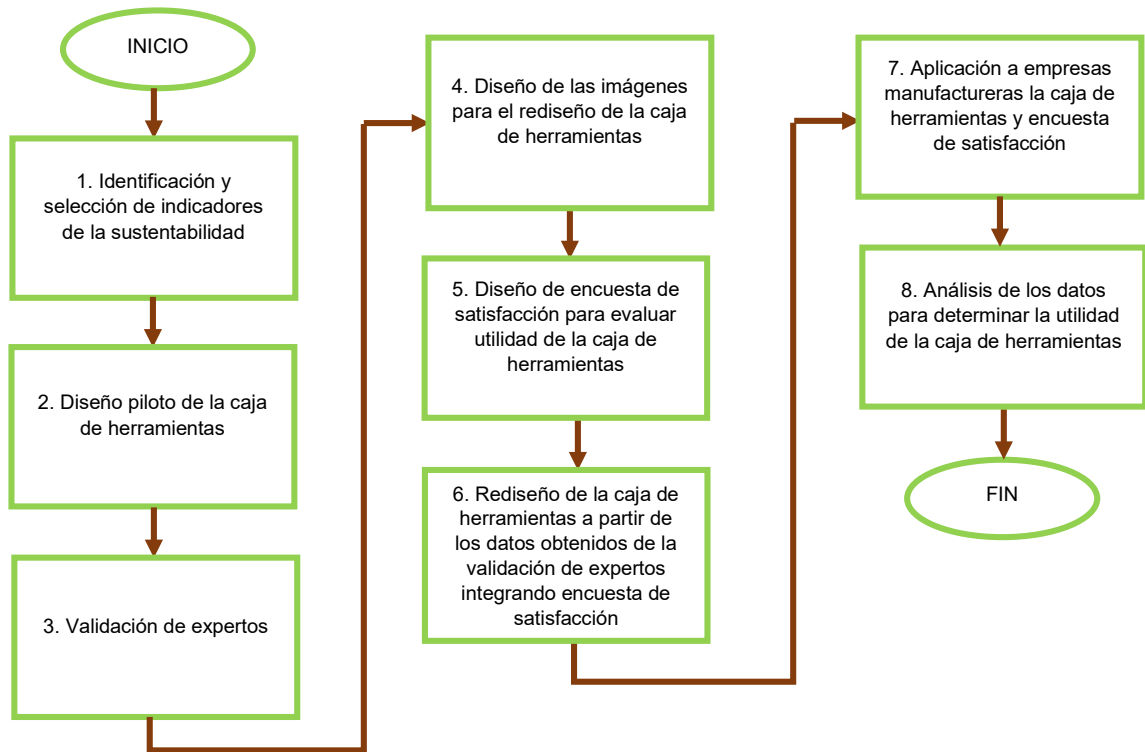 INICIO
1. Identificación y
selección de indicadores
de la sustentabilidad
2. Diseño piloto de la caja
de herramientas
3. Validación de expertos
4. Diseño de las imágenes
para el rediseño de la caja
de herramientas
5. Diseño de encuesta de
satisfacción para evaluar
utilidad de la caja de
herramientas
6. Rediseño de la caja de
herramientas a partir de
los datos obtenidos de la
validación de expertos
integrando encuesta de
satisfacción
7. Aplicación a empresas
manufactureras la caja de
herramientas y encuesta
de satisfacción
8. Análisis de los datos
para determinar la utilidad
de la caja de herramientas
FIN